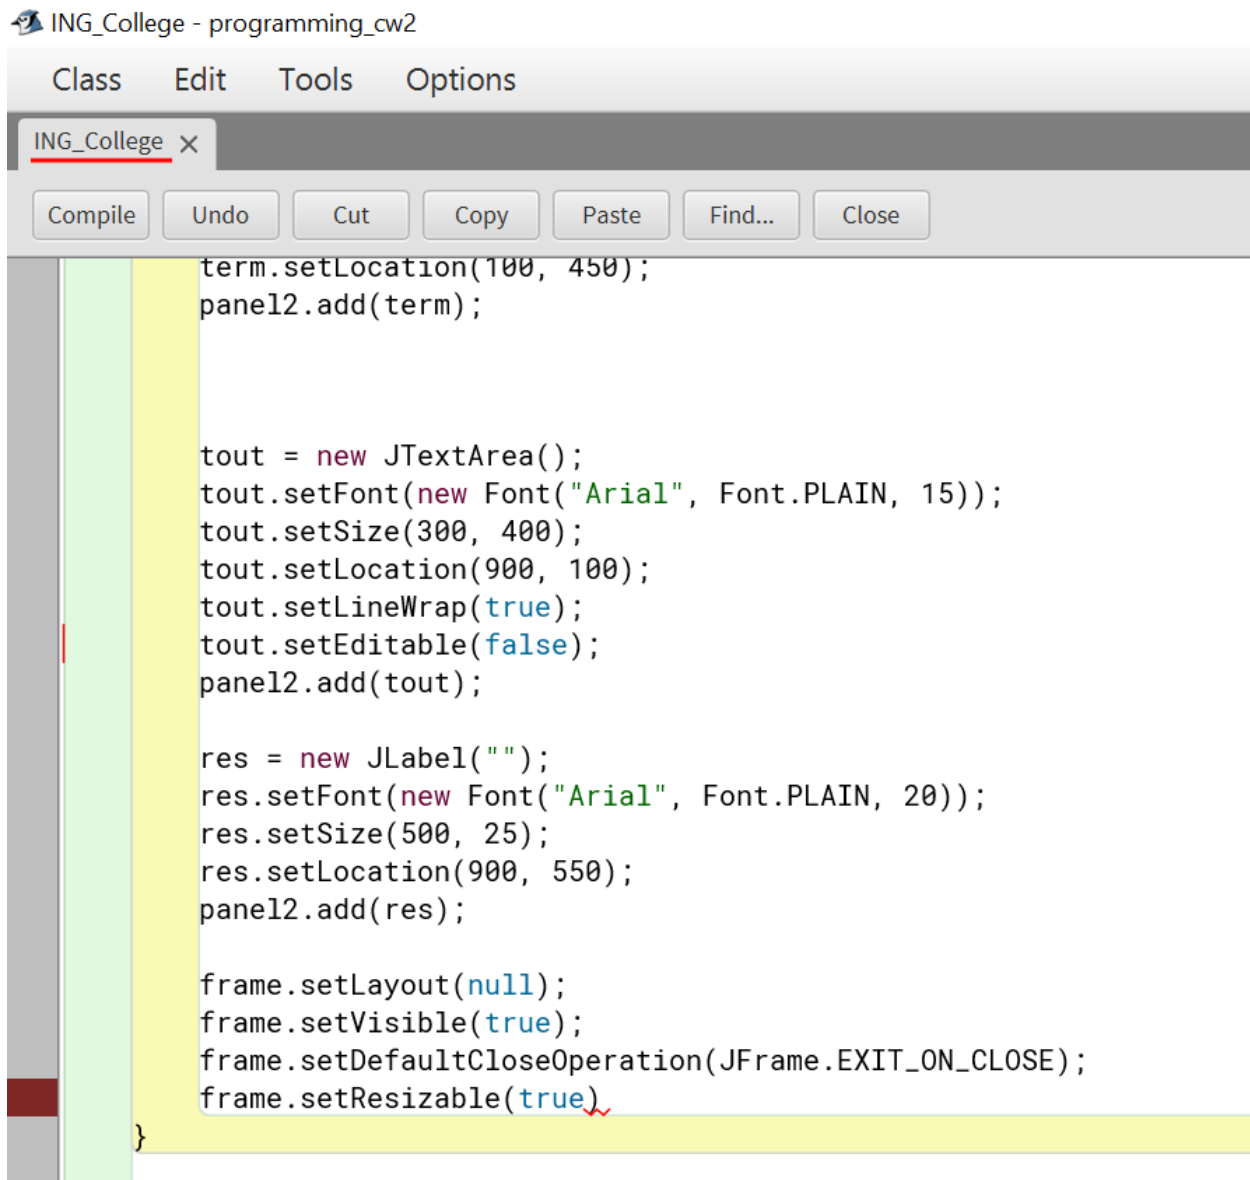 ING_College - programming_cw2
Class Edit Tools Options
ING_College ×
Compile Undo Cut Copy Paste Find... Close
term.setLocation(100, 450);
panel2.add(term);
tout = new JTextArea();
tout.setFont(new Font("Arial", Font.PLAIN, 15));
tout.setSize(300, 400);
tout.setLocation(900, 100);
tout.setLineWrap(true);
tout.setEditable(false);
panel2.add(tout);
res = new JLabel("");
res.setFont(new Font("Arial", Font.PLAIN, 20));
res.setSize(500, 25);
res.setLocation(900, 550);
panel2.add(res);
frame.setLayout(null);
frame.setVisible(true);
frame.setDefaultCloseOperation(JFrame.EXIT_ON_CLOSE);
frame.setResizable(true)
}